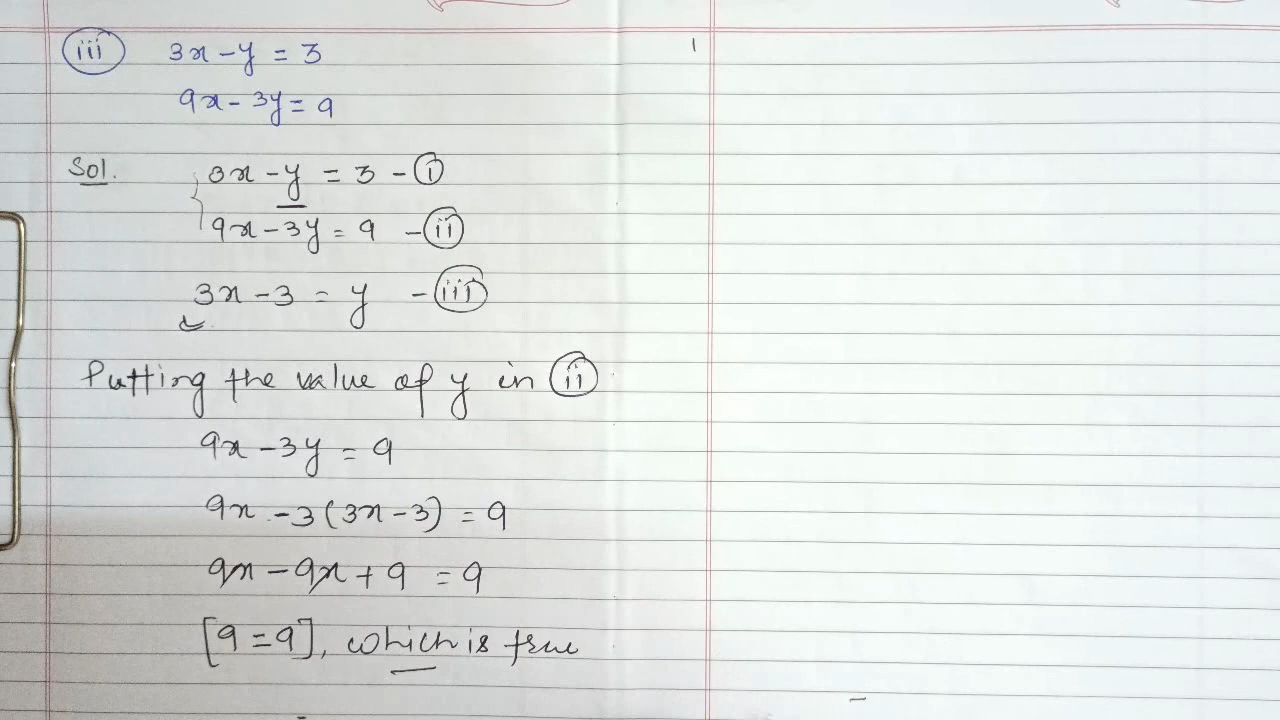 (iii) 3x - y = 3
9x - 3y = 9
Sol. 3x - y = 3 - (i)
9x - 3y = 9 - (ii)
3x - 3 = y - (iii)
Putting the value of y in (ii)
9x - 3y = 9
9x - 3(3x - 3) = 9
9x - 9x + 9 = 9
[9 = 9], which is true